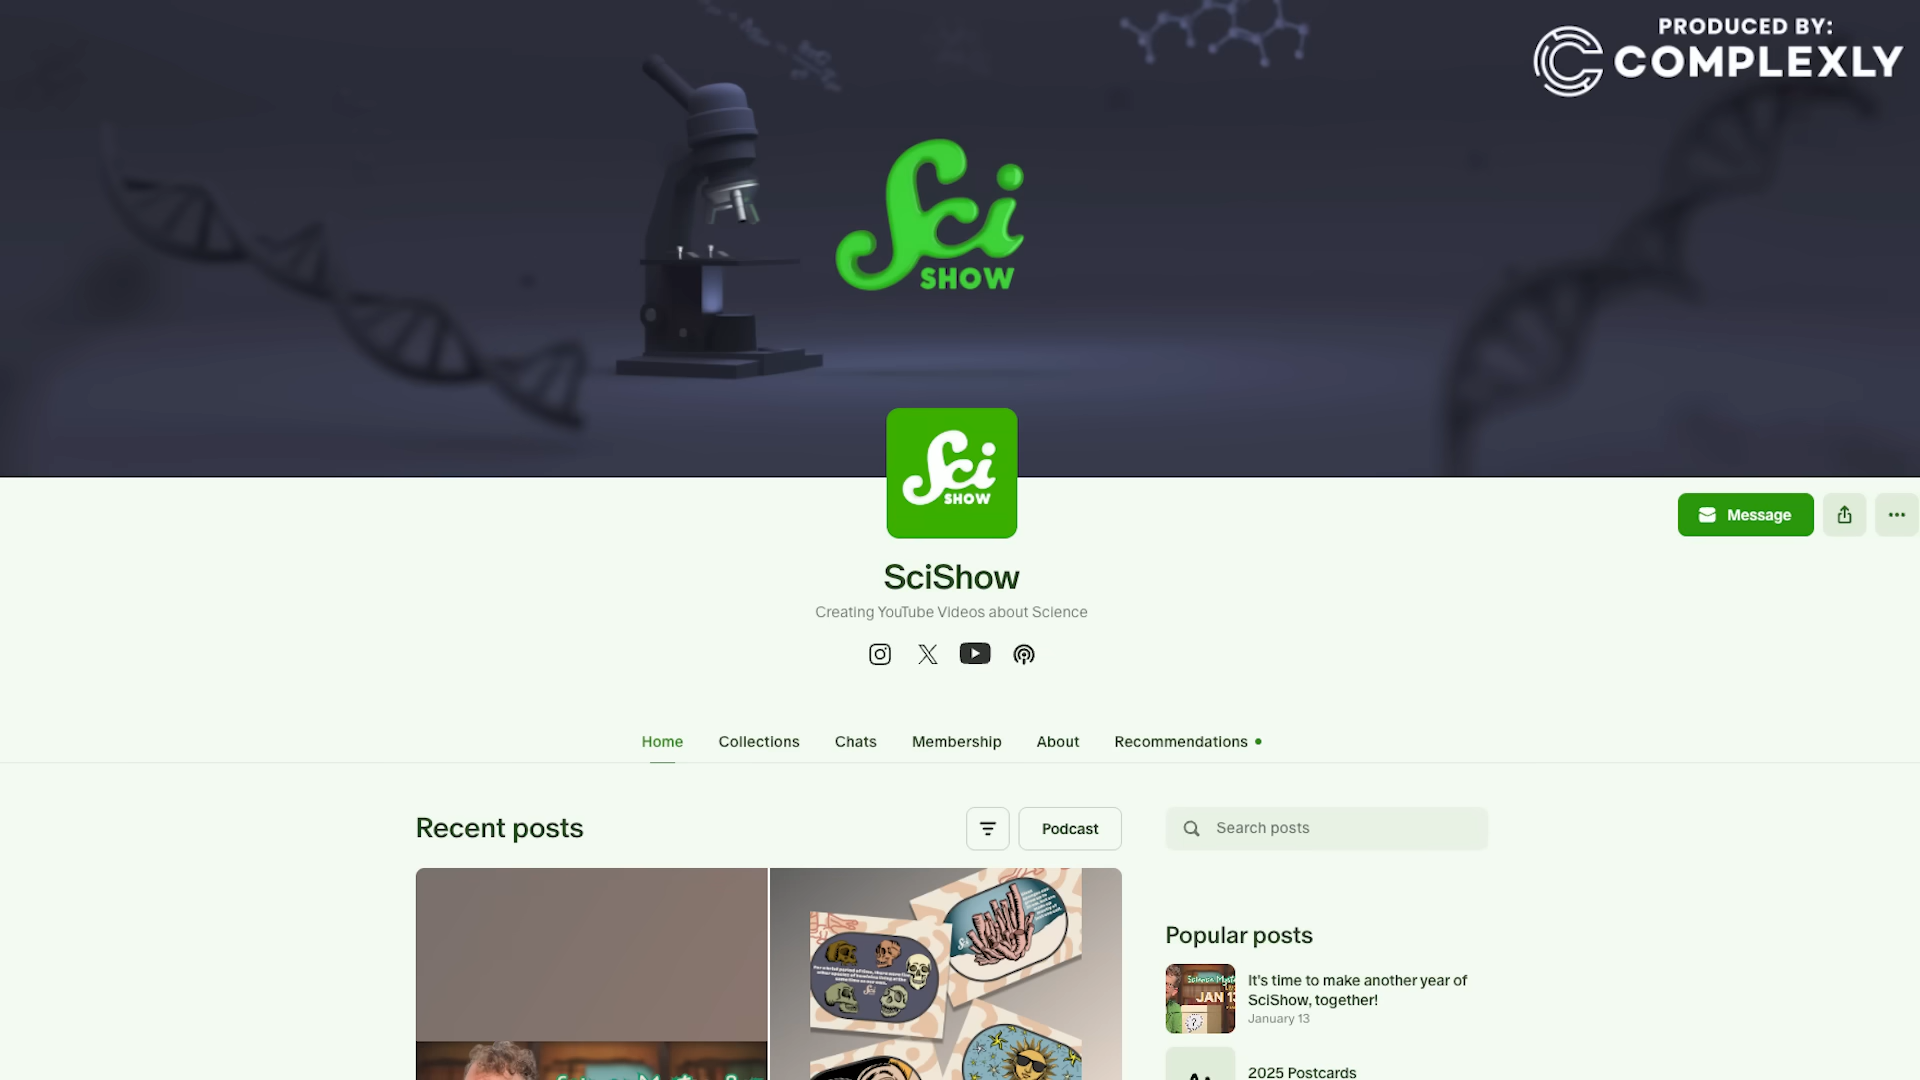 PRODUCED BY:
COMPLEXLY
Sci
SHOW
Sci
SHOW
Message
SciShow
Creating YouTube Videos about Science
Home
Collections
Chats
Membership
About
Recommendations
Recent posts
Podcast
Search posts
Popular posts
JAN 13
It's time to make another year of
SciShow, together!
January 13
2025 Postcards